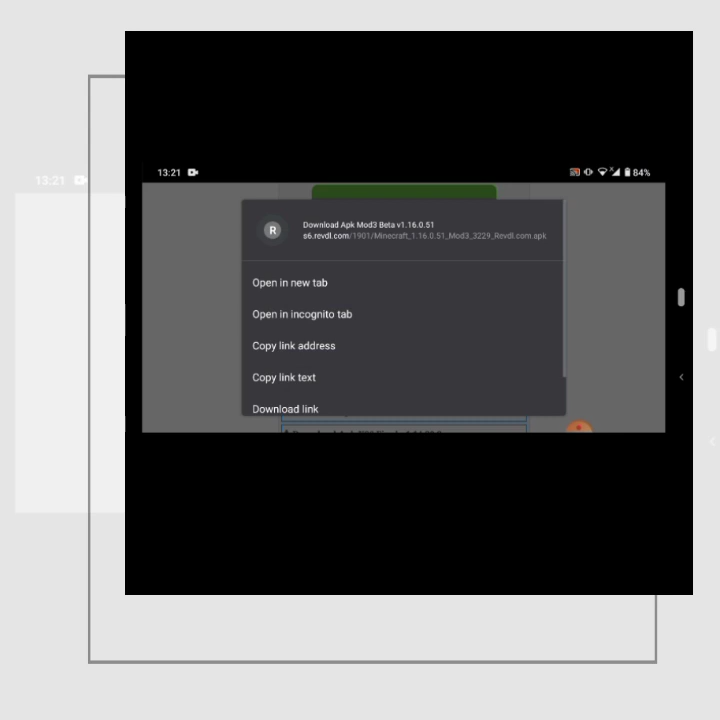 13:21
13:21
84%
R
Download Apk Mod3 Beta v1.16.0.51
s6.revdl.com/1901/Minecraft_1.16.0.51_Mod3_3229_Revdl.com.apk
Open in new tab
Open in incognito tab
Copy link address
Copy link text
Download link